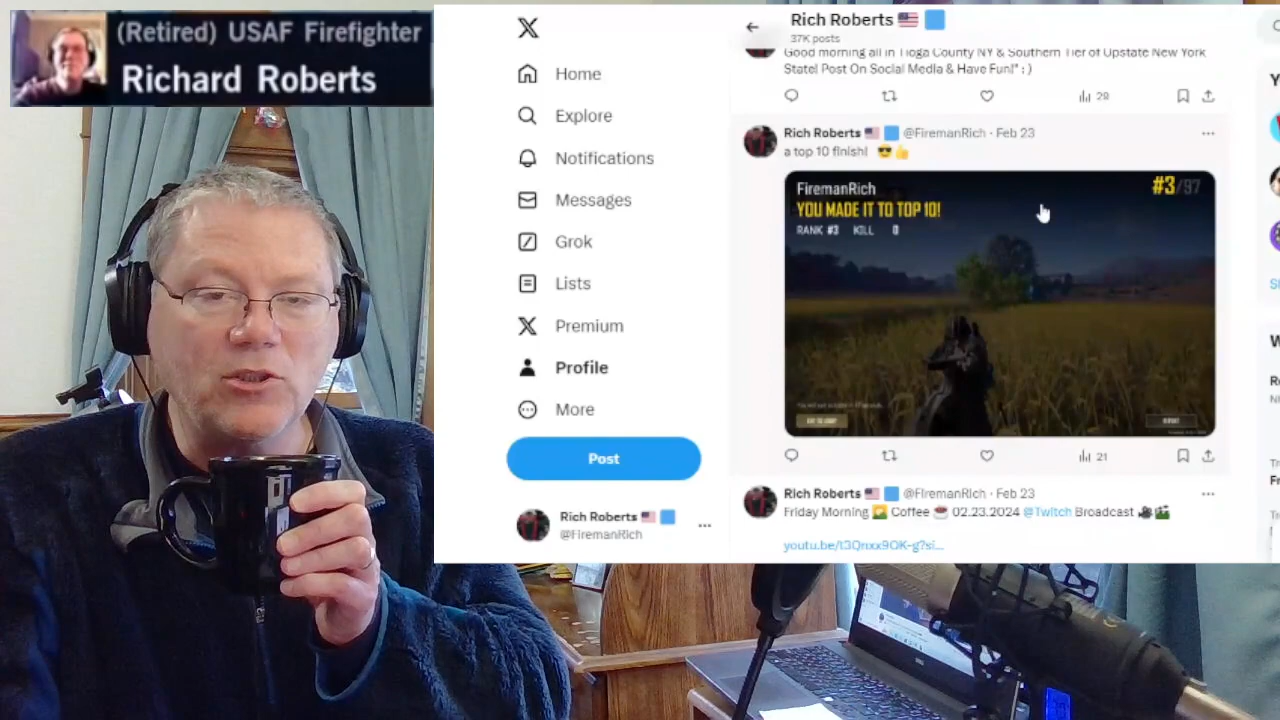 (Retired) USAF Firefighter
Richard Roberts
Home
Explore
Notifications
Messages
Grok
Lists
Premium
Profile
More
Post
Rich Roberts
@FiremanRich
Rich Roberts
37K posts
Good morning all in Tioga County NY & Southern Tier of Upstate New York
State! Post On Social Media & Have Fun!" : )
29
Rich Roberts @FiremanRich · Feb 23
a top 10 finish!
FiremanRich
#3/97
YOU MADE IT TO TOP 10!
RANK #3 KILL 0
21
Rich Roberts @FiremanRich · Feb 23
Friday Morning Coffee 02.23.2024 @Twitch Broadcast